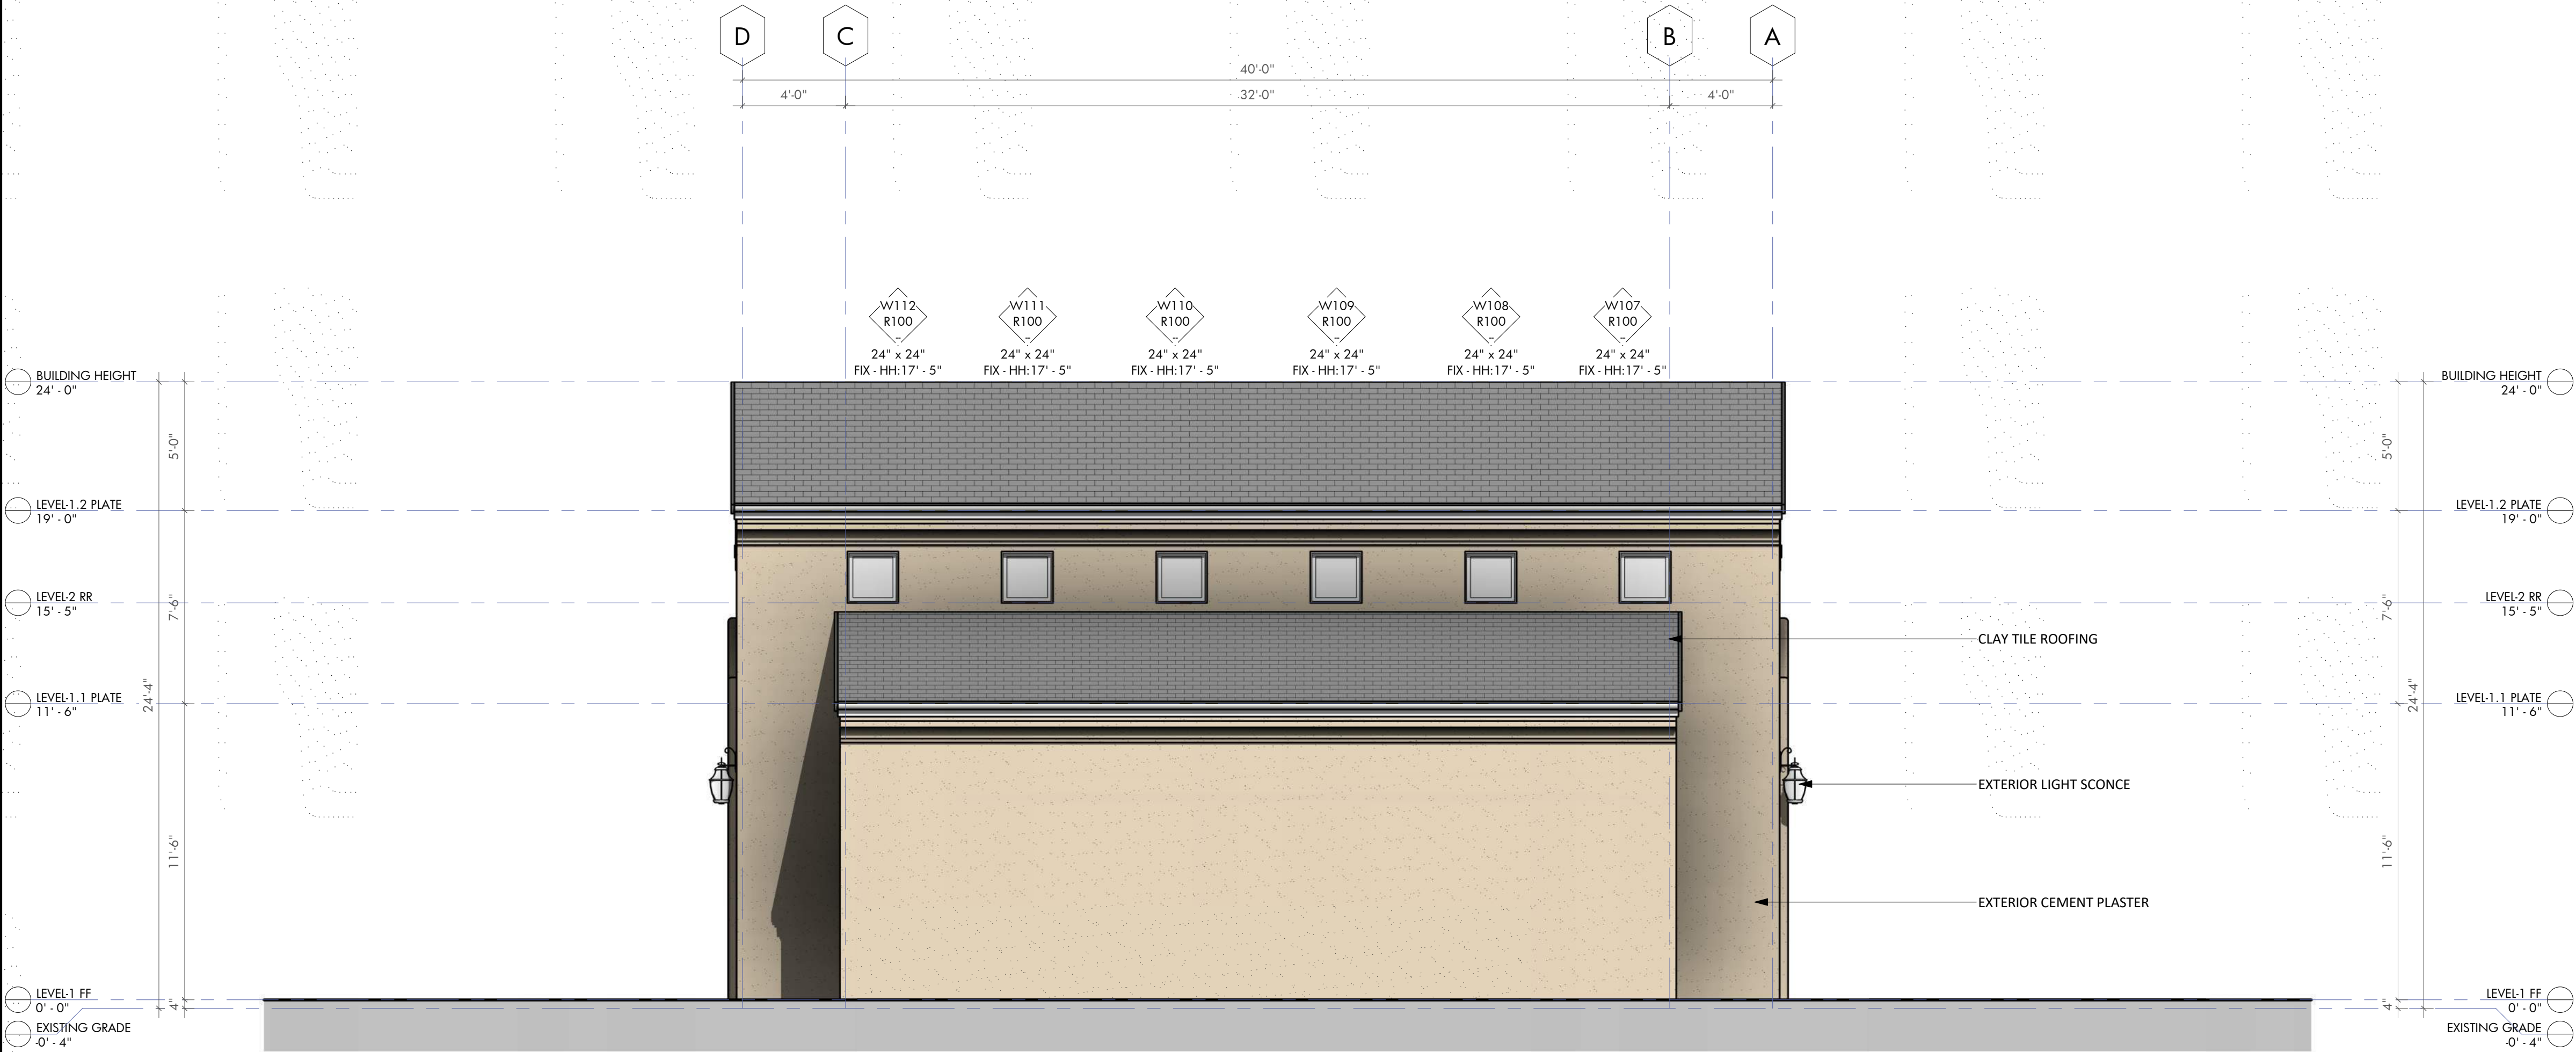 D
C
B
A
40'-0"
4'-0"
32'-0"
4'-0"
W112
R100
--
24" x 24"
FIX - HH:17' - 5"
W111
R100
--
24" x 24"
FIX - HH:17' - 5"
W110
R100
--
24" x 24"
FIX - HH:17' - 5"
W109
R100
--
24" x 24"
FIX - HH:17' - 5"
W108
R100
--
24" x 24"
FIX - HH:17' - 5"
W107
R100
--
24" x 24"
FIX - HH:17' - 5"
BUILDING HEIGHT
24' - 0"
LEVEL-1.2 PLATE
19' - 0"
LEVEL-2 RR
15' - 5"
LEVEL-1.1 PLATE
11' - 6"
LEVEL-1 FF
0' - 0"
EXISTING GRADE
-0' - 4"
5'-0"
7'-6"
24'-4"
11'-6"
4"
CLAY TILE ROOFING
EXTERIOR LIGHT SCONCE
EXTERIOR CEMENT PLASTER
5'-0"
7'-6"
24'-4"
11'-6"
4"
BUILDING HEIGHT
24' - 0"
LEVEL-1.2 PLATE
19' - 0"
LEVEL-2 RR
15' - 5"
LEVEL-1.1 PLATE
11' - 6"
LEVEL-1 FF
0' - 0"
EXISTING GRADE
-0' - 4"